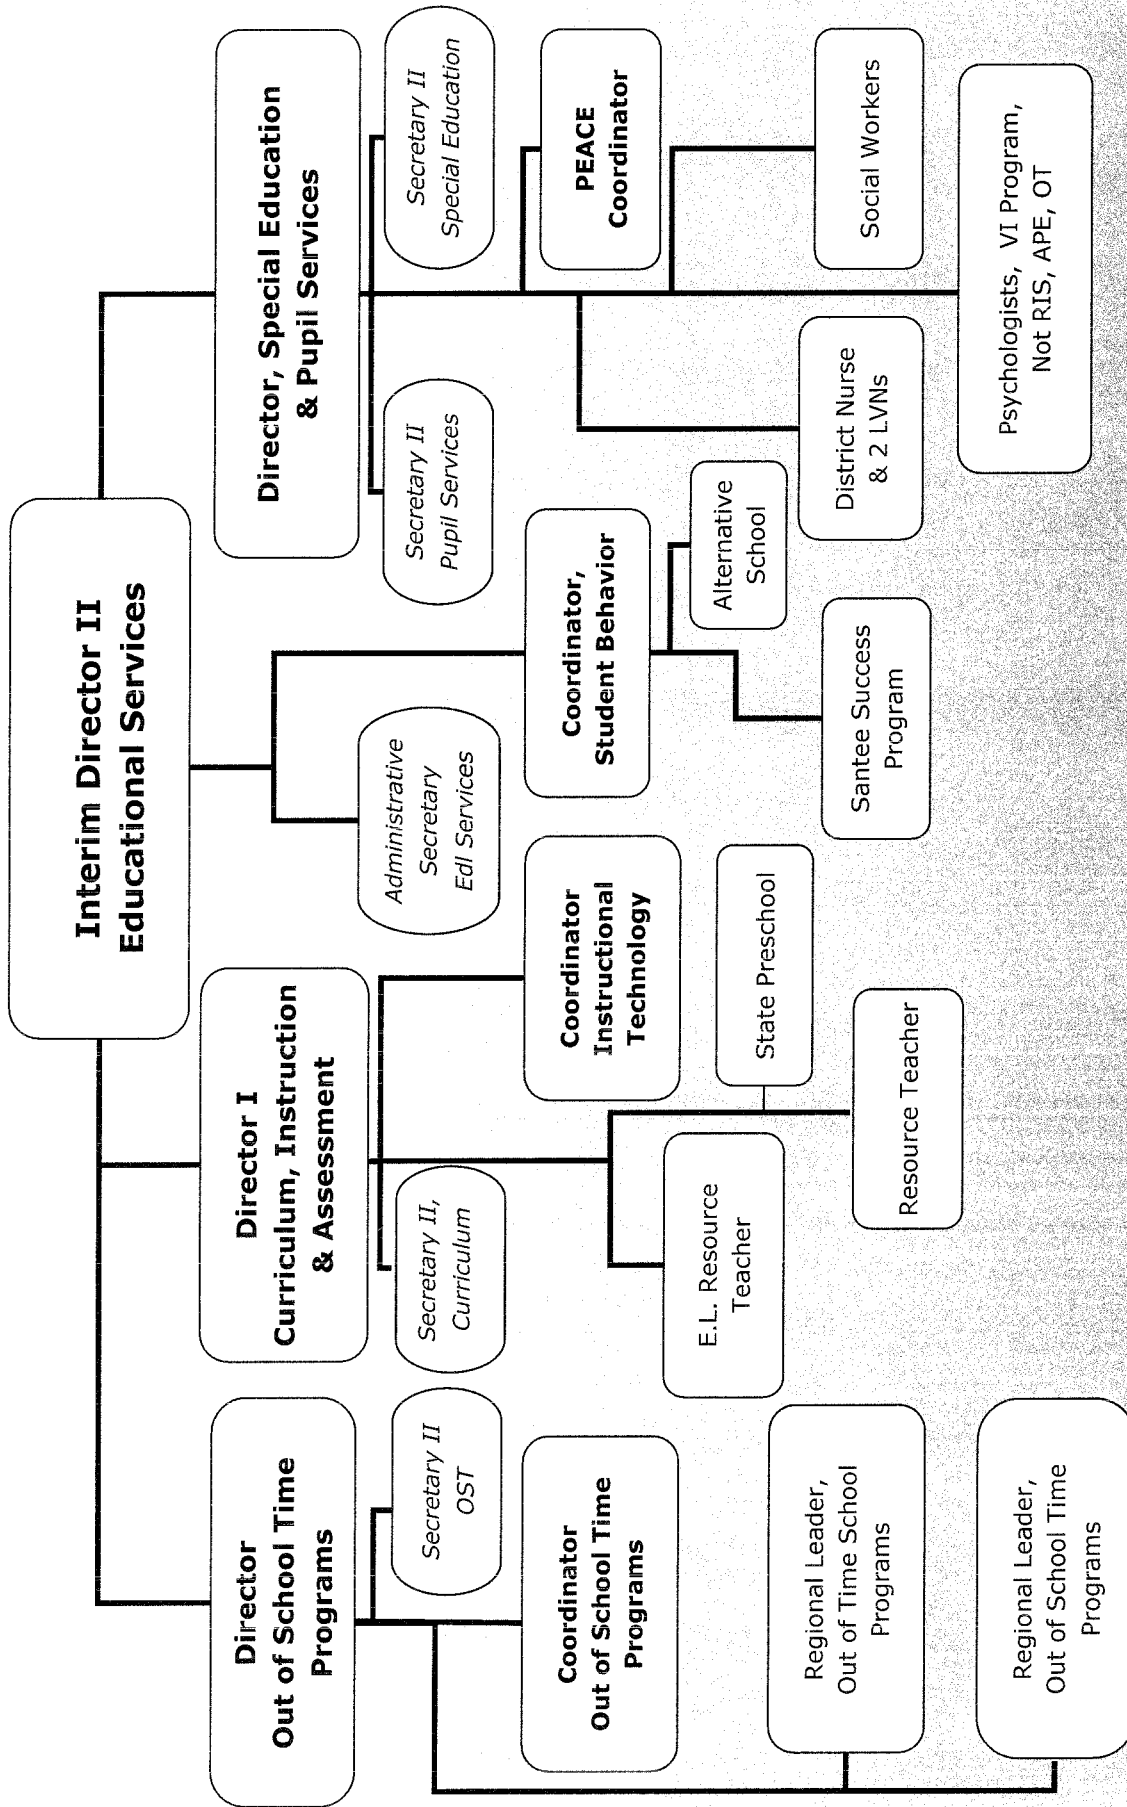 Interim Director II
Educational Services
Director
Out of School Time
Programs
Secretary II
OST
Coordinator
Out of School Time
Programs
Regional Leader,
Out of Time School
Programs
Regional Leader,
Out of School Time
Programs
Director I
Curriculum, Instruction
& Assessment
Secretary II,
Curriculum
Coordinator
Instructional
Technology
E.L. Resource
Teacher
State Preschool
Resource Teacher
Administrative
Secretary
Edl Services
Coordinator,
Student Behavior
Alternative
School
Santee Success
Program
Director, Special Education
& Pupil Services
Secretary II
Pupil Services
Secretary II
Special Education
PEACE
Coordinator
District Nurse
& 2 LVNs
Social Workers
Psychologists, VI Program,
Not RIS, APE, OT